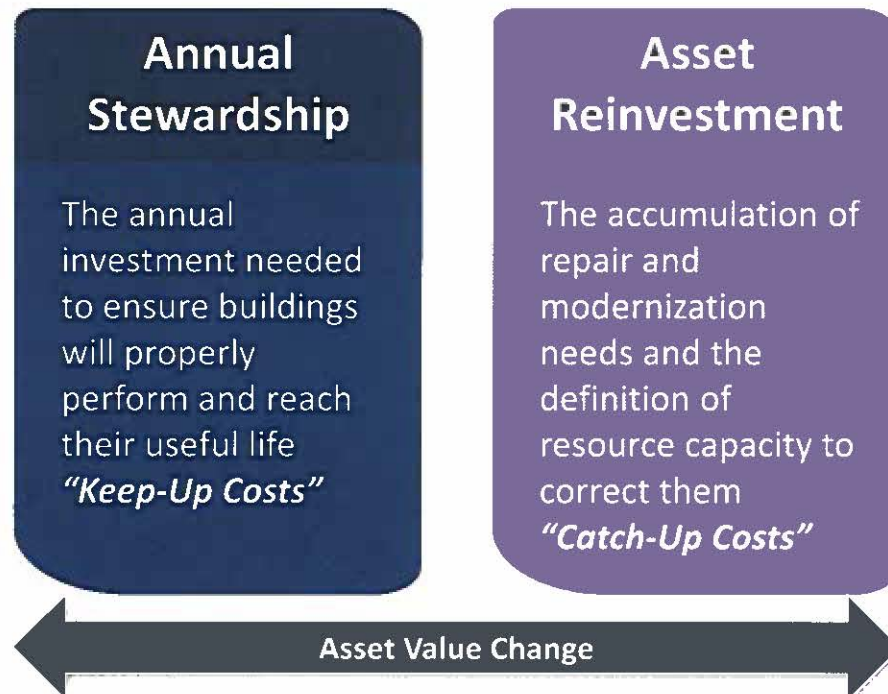 Annual
Stewardship
The annual
investment needed
to ensure buildings
will properly
perform and reach
their useful life
"Keep-Up Costs"
Asset
Reinvestment
The accumulation of
repair and
modernization
needs and the
definition of
resource capacity to
correct them
"Catch-Up Costs"
Asset Value Change